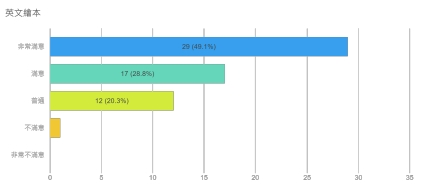 英文繪本
非常滿意
29 (49.1%)
滿意
17 (28.8%)
普通
12 (20.3%)
不滿意
非常不滿意
0 5 10 15 20 25 30 35